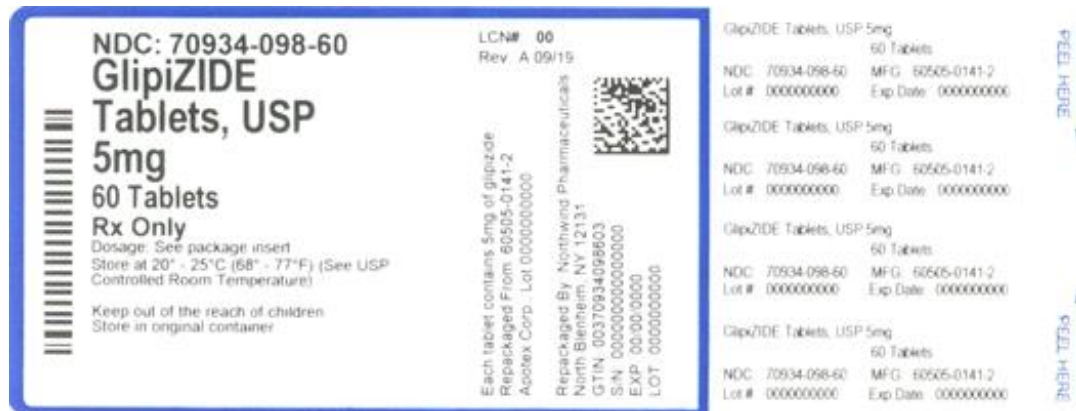 NDC: 70934-098-60
GlipiZIDE
Tablets, USP
5mg
60 Tablets
Rx Only
Dosage: See package insert
Store at 20° - 25°C (68° - 77°F) (See USP
Controlled Room Temperature)
Keep out of the reach of children
Store in original container
LCN# 00
Rev A 09/19
Each tablet contains 5mg of glipizide
Repackaged From: 60505-0141-2
Apotex Corp. Lot 0000000000
Repackaged By: Northwind Pharmaceuticals
North Blenheim, NY 12131
GTIN 00370934098603
S/N 00000000000000
EXP 00/00/0000
LOT 0000000000
GlipiZIDE Tablets, USP 5mg
60 Tablets
NDC 70934-098-60 MFG 60505-0141-2
Lot # 0000000000 Exp Date 0000000000
GlipiZIDE Tablets, USP 5mg
60 Tablets
NDC 70934-098-60 MFG 60505-0141-2
Lot # 0000000000 Exp Date 0000000000
GlipiZIDE Tablets, USP 5mg
60 Tablets
NDC 70934-098-60 MFG 60505-0141-2
Lot # 0000000000 Exp Date 0000000000
GlipiZIDE Tablets, USP 5mg
60 Tablets
NDC 70934-098-60 MFG 60505-0141-2
Lot # 0000000000 Exp Date 0000000000
PEEL HERE
PEEL HERE